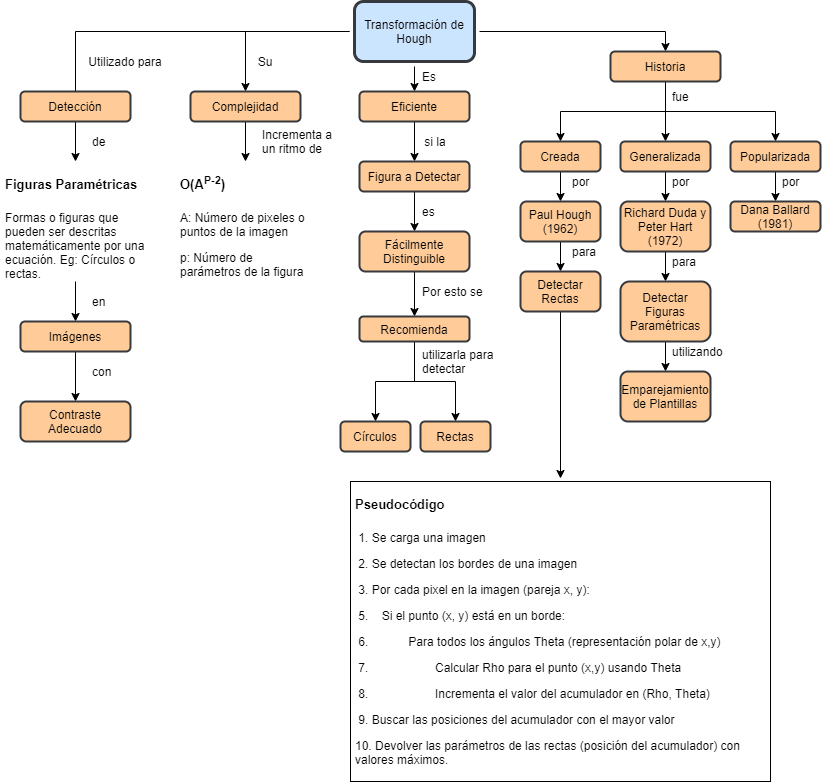 Transformación de
Hough
Utilizado para
Su
Es
Historia
fue
Detección
Complejidad
Eficiente
de
Incrementa a
un ritmo de
si la
Creada
Generalizada
Popularizada
Figuras Paramétricas
O(A^P-2)
Figura a Detectar
por
por
por
Formas o figuras que
pueden ser descritas
matemáticamente por una
ecuación. Eg: Círculos o
rectas.
A: Número de pixeles o
puntos de la imagen
p: Número de
parámetros de la figura
es
Paul Hough
(1962)
Richard Duda y
Peter Hart
(1972)
Dana Ballard
(1981)
Fácilmente
Distinguible
para
para
en
Por esto se
Detectar
Rectas
Detectar
Figuras
Paramétricas
Imágenes
Recomienda
con
utilizarla para
detectar
utilizando
Contraste
Adecuado
Círculos
Rectas
Emparejamiento
de Plantillas
Pseudocódigo
1. Se carga una imagen
2. Se detectan los bordes de una imagen
3. Por cada pixel en la imagen (pareja x, y):
5. Si el punto (x, y) está en un borde:
6. Para todos los ángulos Theta (representación polar de x,y)
7. Calcular Rho para el punto (x,y) usando Theta
8. Incrementa el valor del acumulador en (Rho, Theta)
9. Buscar las posiciones del acumulador con el mayor valor
10. Devolver las parámetros de las rectas (posición del acumulador) con
valores máximos.